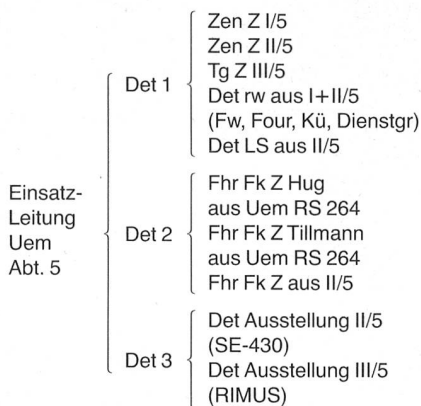 Einsatz-
Leitung
Uem
Abt. 5
Det 1
Zen Z I/5
Zen Z II/5
Tg Z III/5
Det rw aus I+II/5
(Fw, Four, Kü, Dienstgr)
Det LS aus II/5
Det 2
Fhr Fk Z Hug
aus Uem RS 264
Fhr Fk Z Tillmann
aus Uem RS 264
Fhr Fk Z aus II/5
Det 3
Det Ausstellung II/5
(SE-430)
Det Ausstellung III/5
(RIMUS)